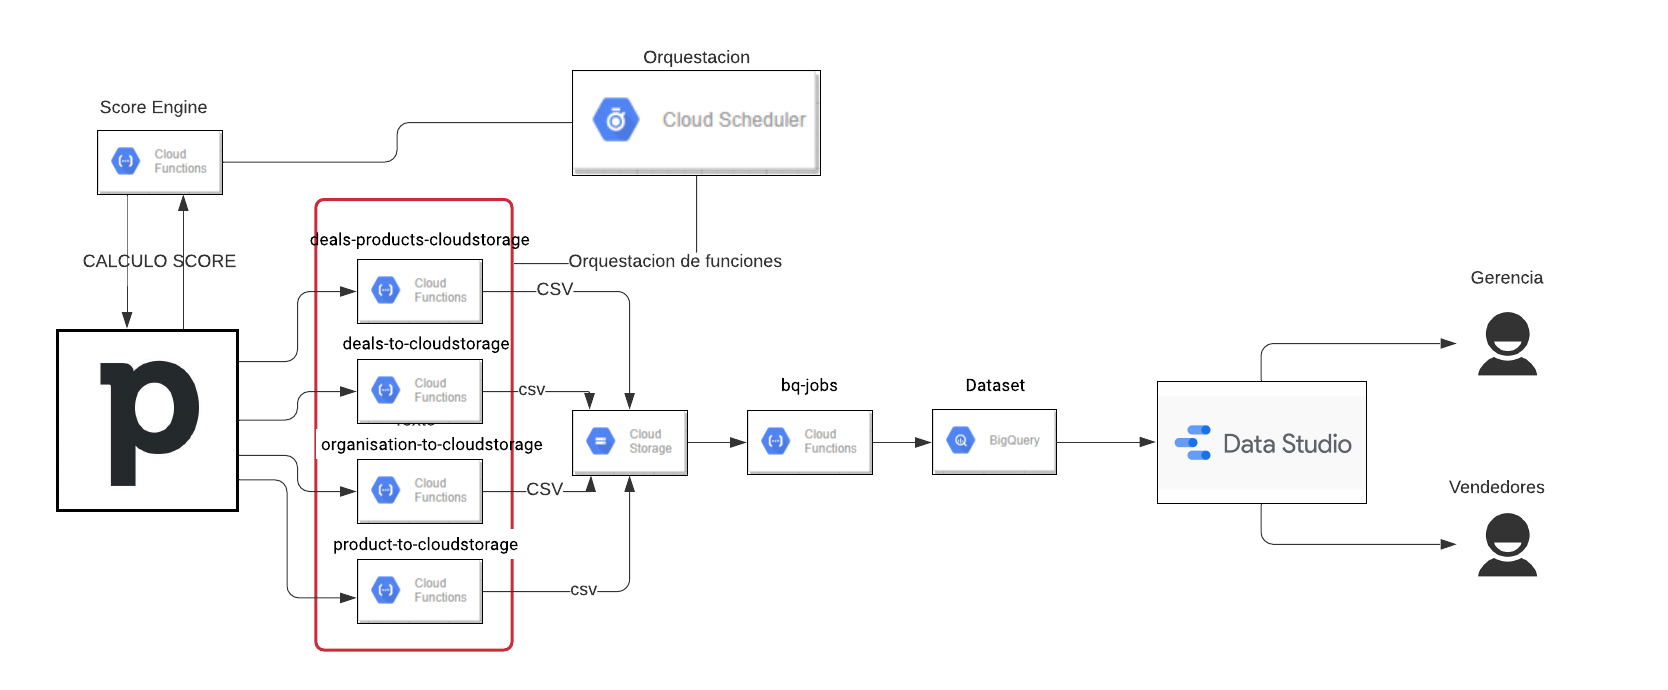 Orquestacion
Cloud Scheduler
Score Engine
Cloud
Functions
CALCULO SCORE
deals-products-cloudstorage
Orquestacion de funciones
Cloud
Functions
CSV
deals-to-cloudstorage
Cloud
Functions
csv
organisation-to-cloudstorage
Cloud
Functions
CSV
product-to-cloudstorage
Cloud
Functions
csv
p
Cloud
Storage
bq-jobs
Cloud
Functions
Dataset
BigQuery
Data Studio
Gerencia
Vendedores